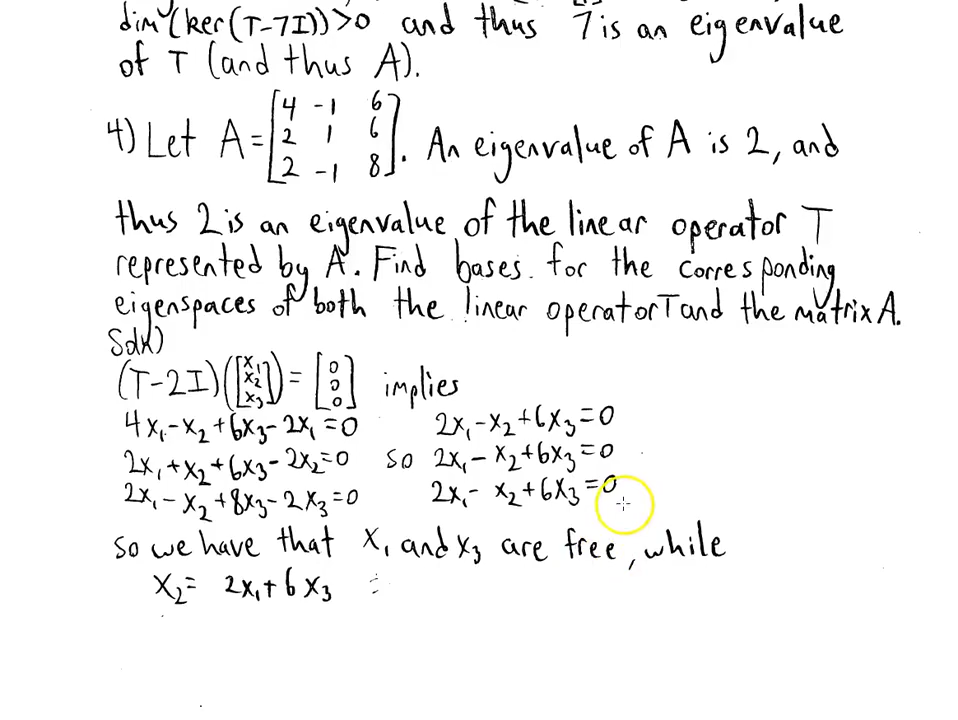 dim(ker(T-7I))>0 and thus 7 is an eigenvalue
of T (and thus A).
4) Let A = [4 -1 6; 2 1 6; 2 -1 8]. An eigenvalue of A is 2, and
thus 2 is an eigenvalue of the linear operator T
represented by A. Find bases for the corresponding
eigenspaces of both the linear operator T and the matrix A.
Soln)
(T-2I)([x₁ x₂ x₃]) = [0 0 0] implies
4x₁-x₂+6x₃-2x₁=0 2x₁-x₂+6x₃=0
2x₁+x₂+6x₃-2x₂=0 so 2x₁-x₂+6x₃=0
2x₁-x₂+8x₃-2x₃=0 2x₁-x₂+6x₃=0
so we have that x₁ and x₃ are free, while
x₂= 2x₁+6x₃